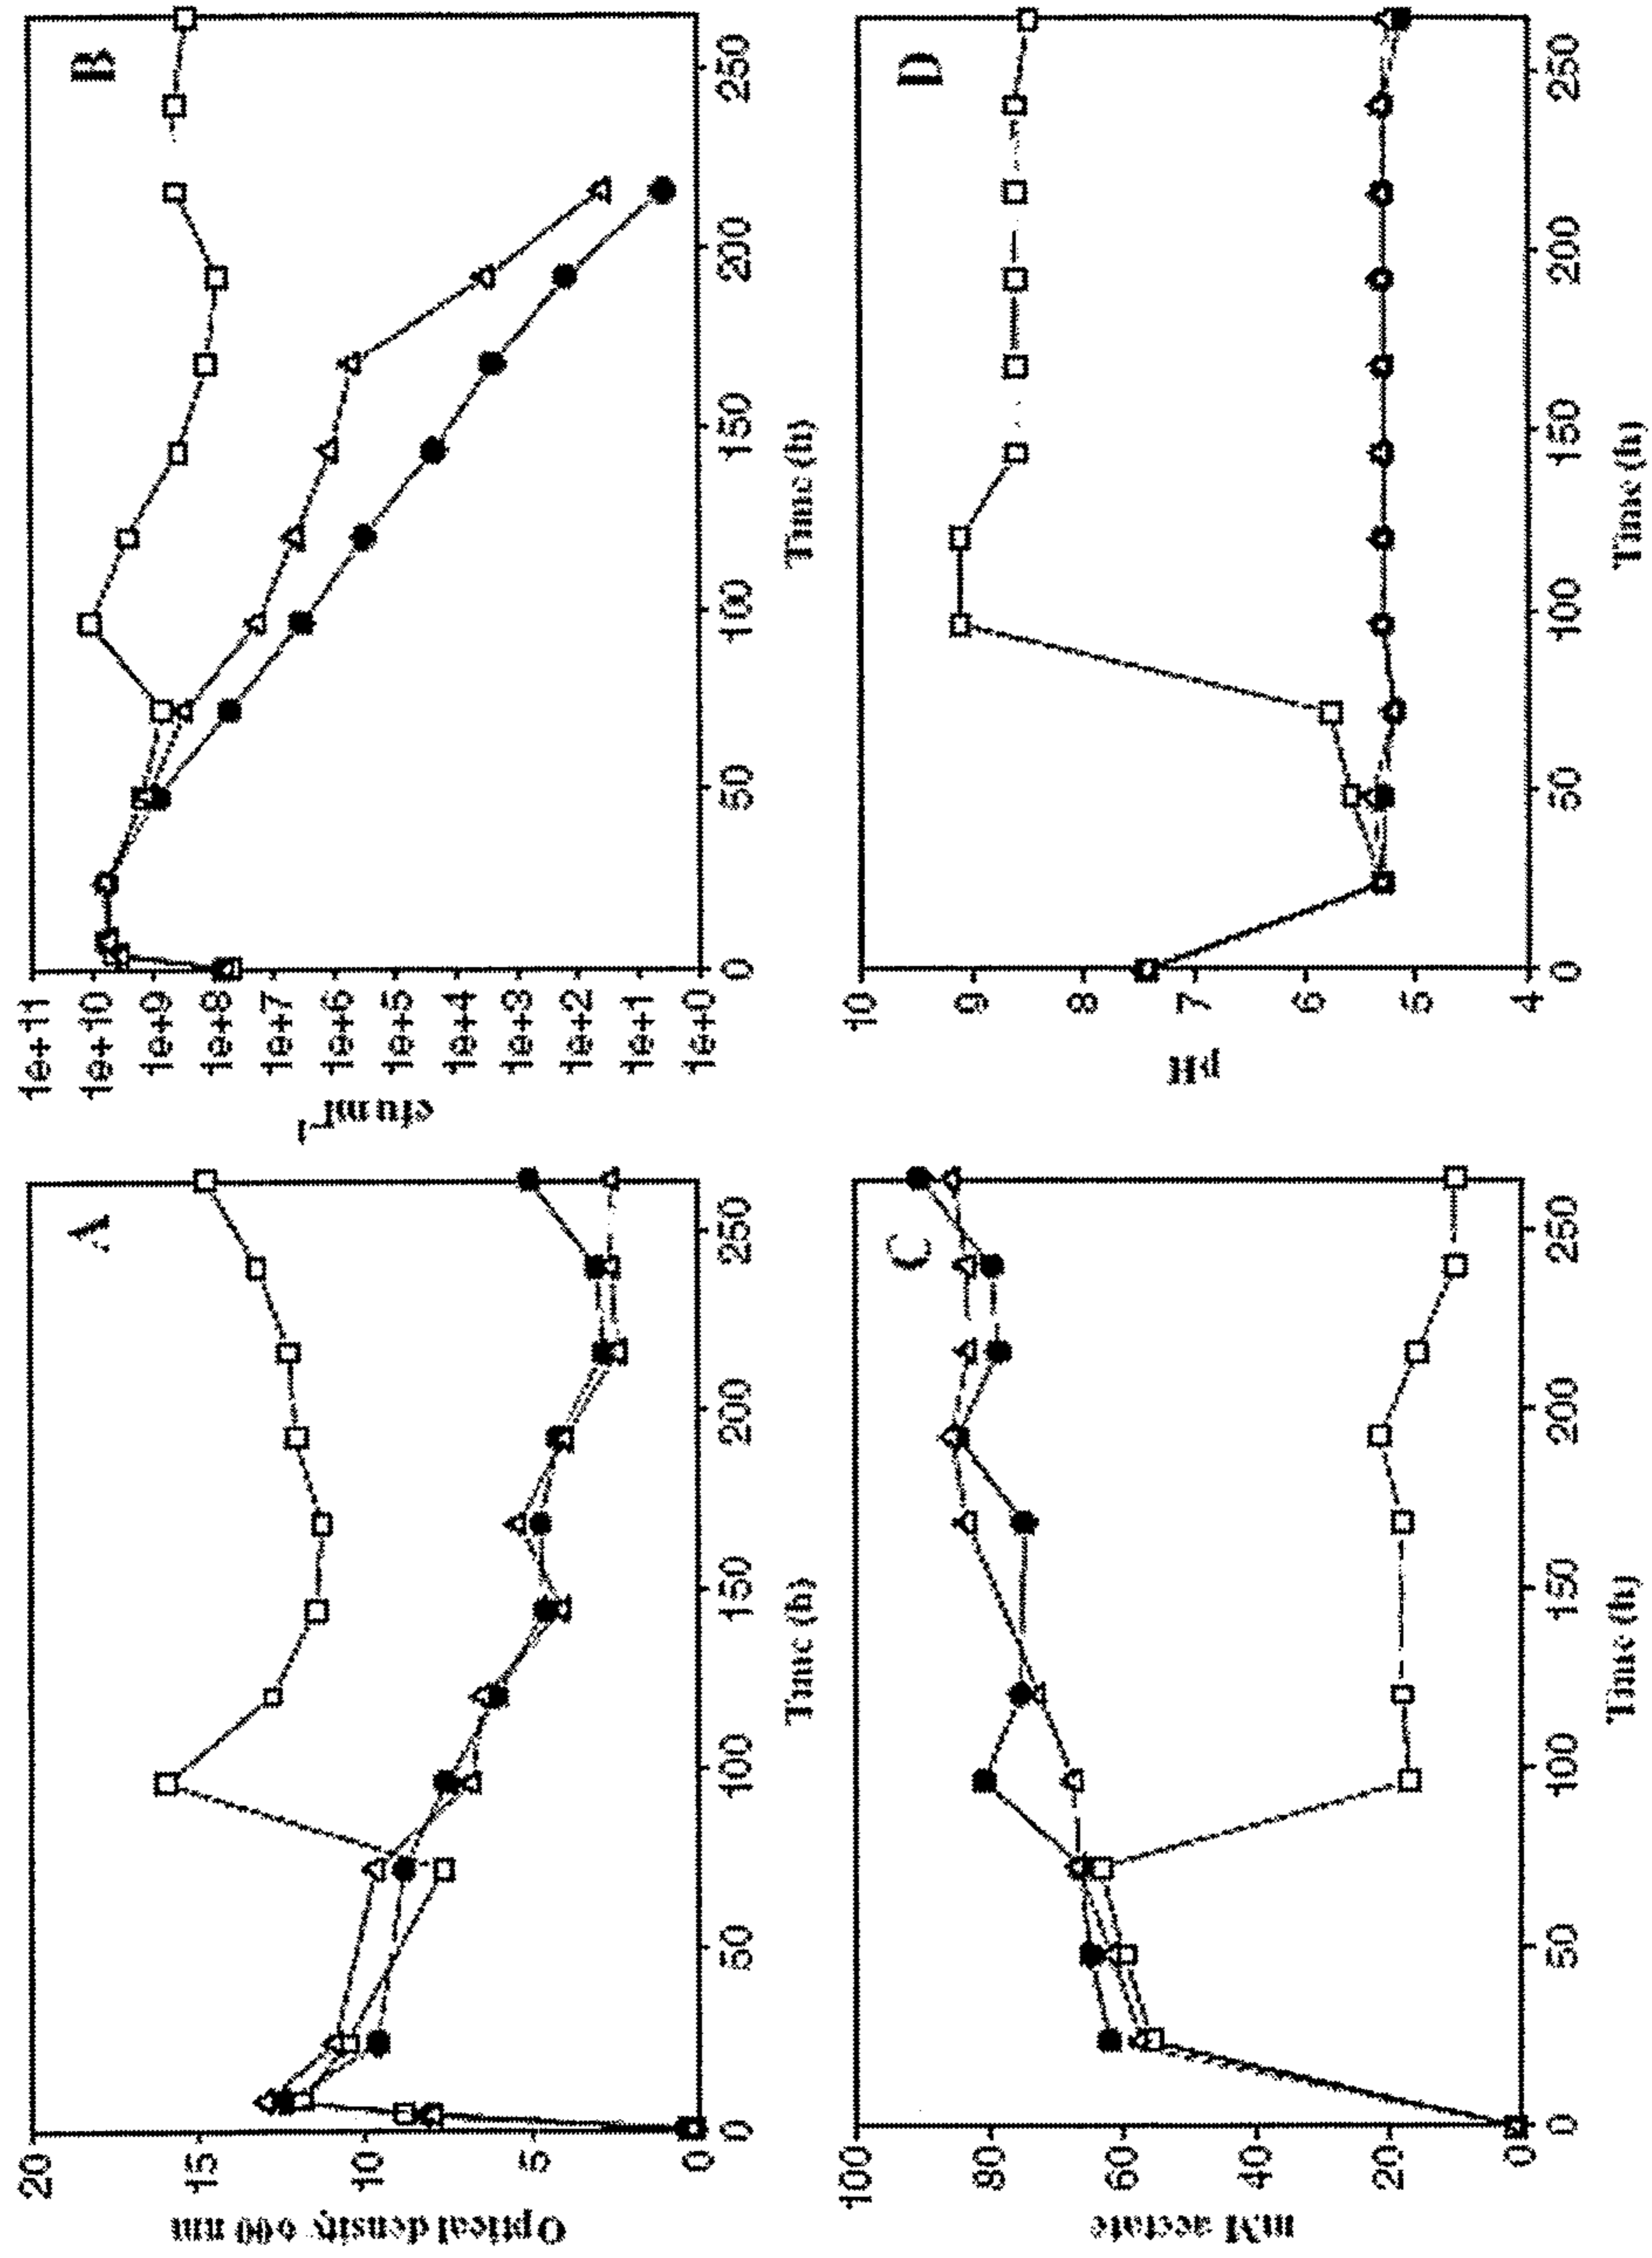 A
20
15
10
5
0
Optical density 600 nm
0
50
100
150
200
250
Time (h)
B
1e+11
1e+10
1e+9
1e+8
1e+7
1e+6
1e+5
1e+4
1e+3
1e+2
1e+1
1e+0
cfu ml-1
0
50
100
150
200
250
Time (h)
C
100
80
60
40
20
0
mM acetate
0
50
100
150
200
250
Time (h)
D
10
9
8
7
6
5
4
pH
0
50
100
150
200
250
Time (h)